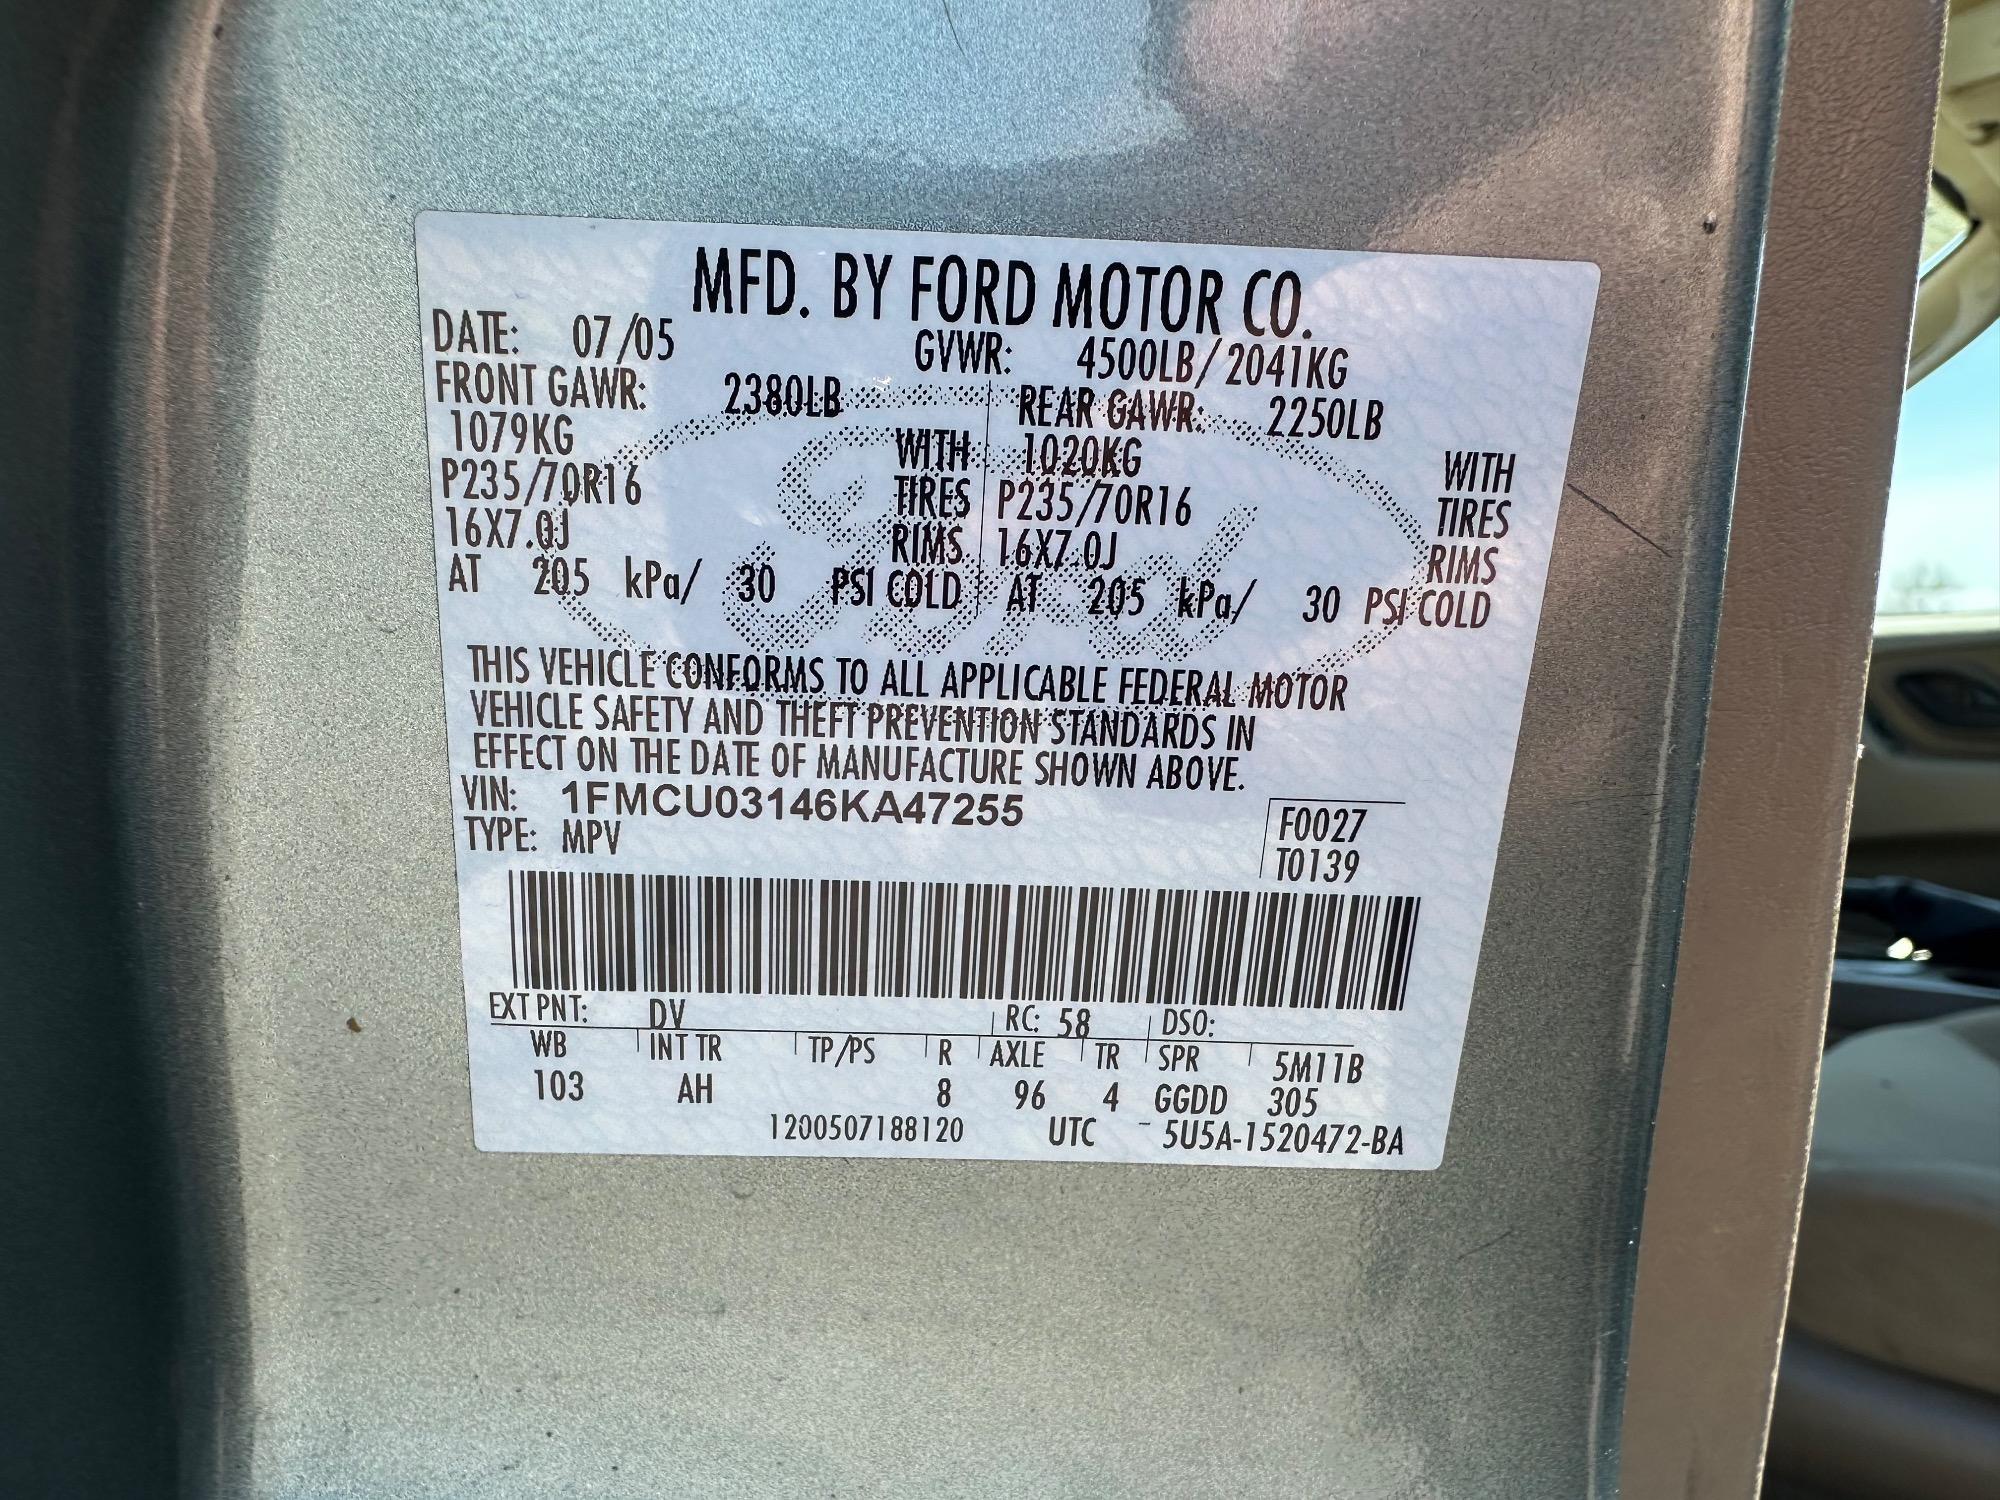 MFD. BY FORD MOTOR CO.
DATE: 07/05 GVWR: 4500LB/2041KG
FRONT GAWR: 2380LB REAR GAWR: 2250LB
1079KG WITH 1020KG WITH
P235/70R16 TIRES P235/70R16 TIRES
16X7.0J RIMS 16X7.0J RIMS
AT 205 kPa/ 30 PSI COLD AT 205 kPa/ 30 PSI COLD
Ford
THIS VEHICLE CONFORMS TO ALL APPLICABLE FEDERAL MOTOR
VEHICLE SAFETY AND THEFT PREVENTION STANDARDS IN
EFFECT ON THE DATE OF MANUFACTURE SHOWN ABOVE.
VIN: 1FMCU03146KA47255 F0027
TYPE: MPV T0139
EXT PNT: DV RC: 58 DSO:
WB INT TR TP/PS R AXLE TR SPR 5M11B
103 AH 8 96 4 GGDD 305
1200507188120 UTC - 5U5A-1520472-BA